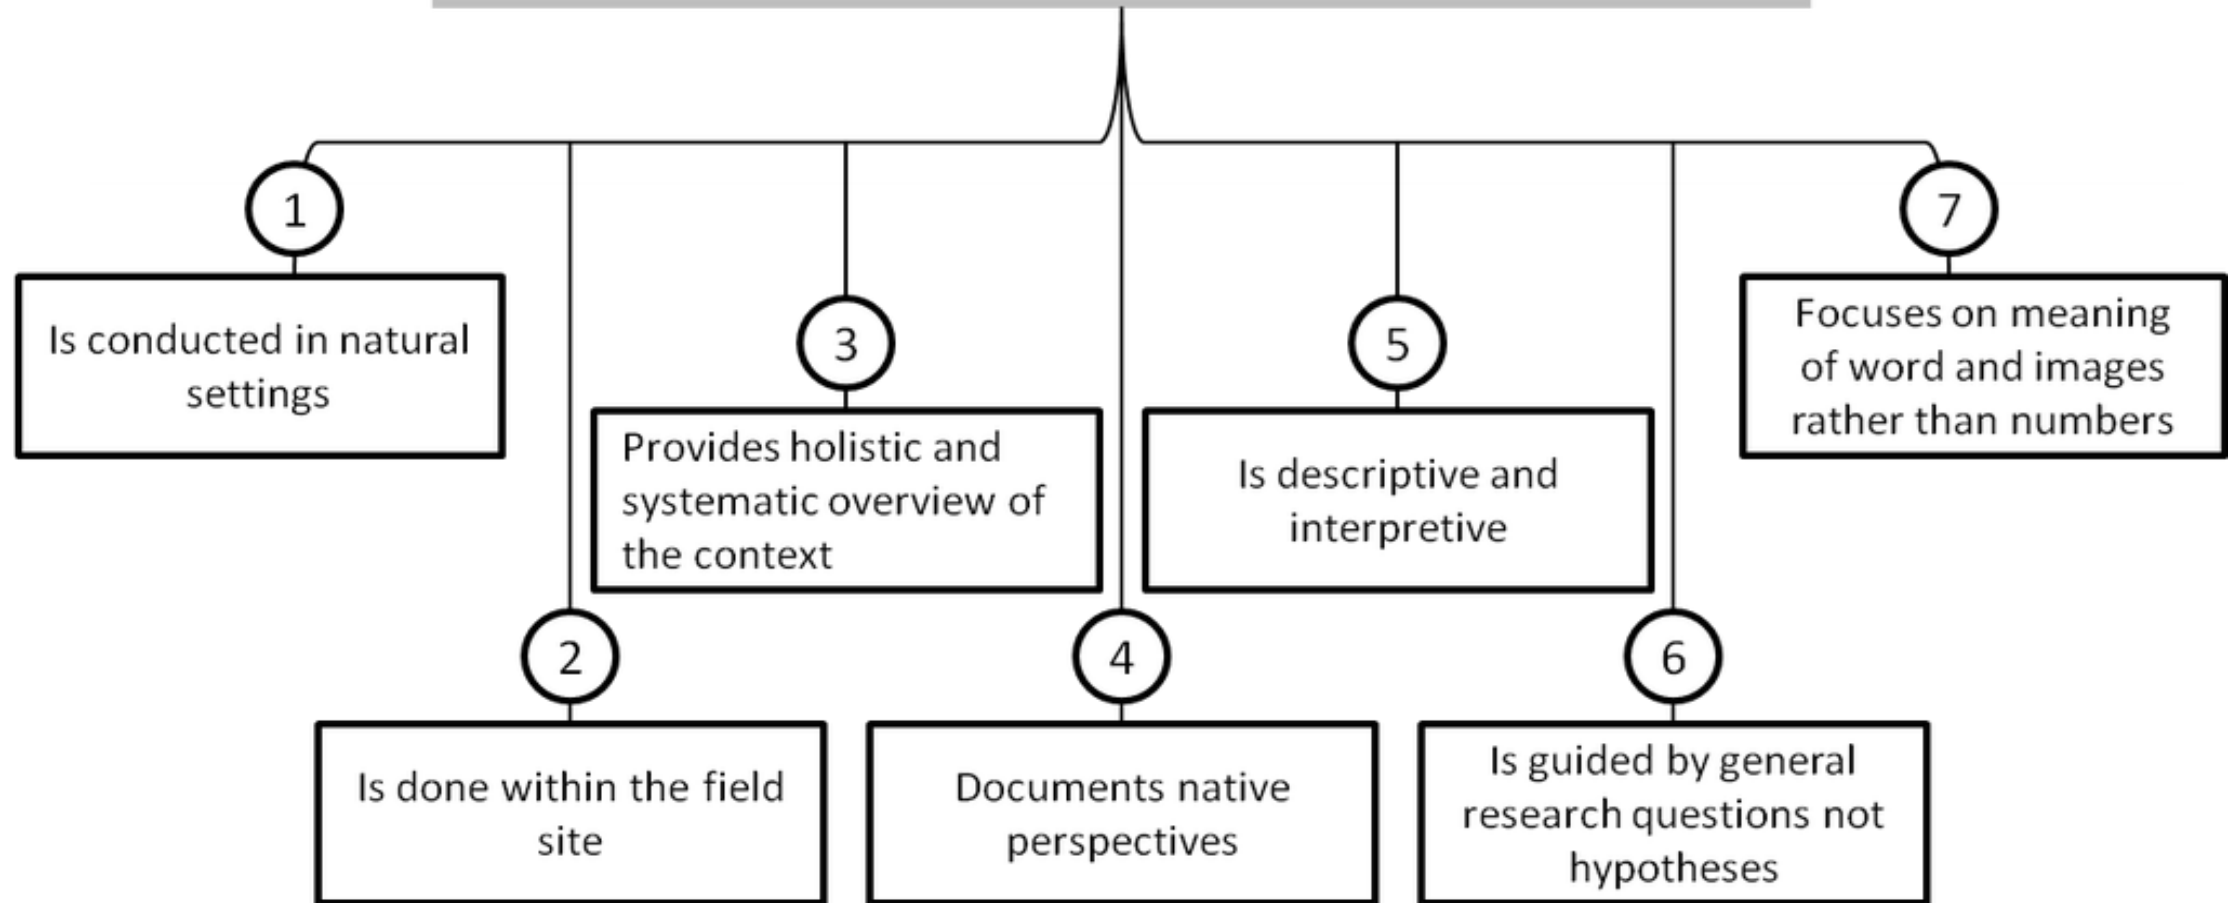 1
Is conducted in natural
settings
2
Is done within the field
site
3
Provides holistic and
systematic overview of
the context
4
Documents native
perspectives
5
Is descriptive and
interpretive
6
Is guided by general
research questions not
hypotheses
7
Focuses on meaning
of word and images
rather than numbers